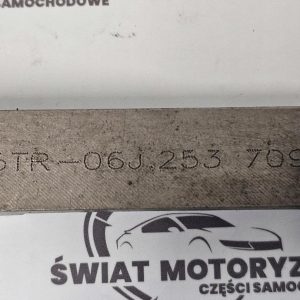 SAMOCHODOWE
STR-06J.253 709
ŚWIAT MOTORYZ
CZĘŚCI SAMOC